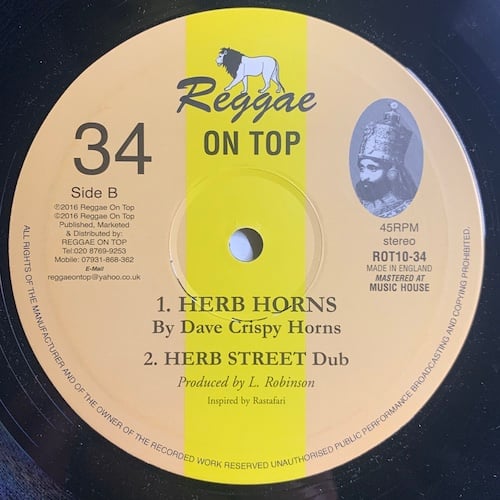 Reggae
ON TOP
34
Side B
℗2016 Reggae On Top
©2016 Reggae On Top
Published, Marketed
& Distributed by:
REGGAE ON TOP
Tel:020 8769-9253
Mobile: 07931-868-362
E-Mail
reggaeontop@yahoo.co.uk
45RPM
stereo
ROT10-34
MADE IN ENGLAND
MASTERED AT
MUSIC HOUSE
1. HERB HORNS
By Dave Crispy Horns
2. HERB STREET Dub
Produced by L. Robinson
Inspired by Rastafari
ALL RIGHTS OF THE MANUFACTURER AND OF THE OWNER OF THE RECORDED WORK RESERVED UNAUTHORISED PUBLIC PERFORMANCE BROADCASTING AND COPYING PROHIBITED.